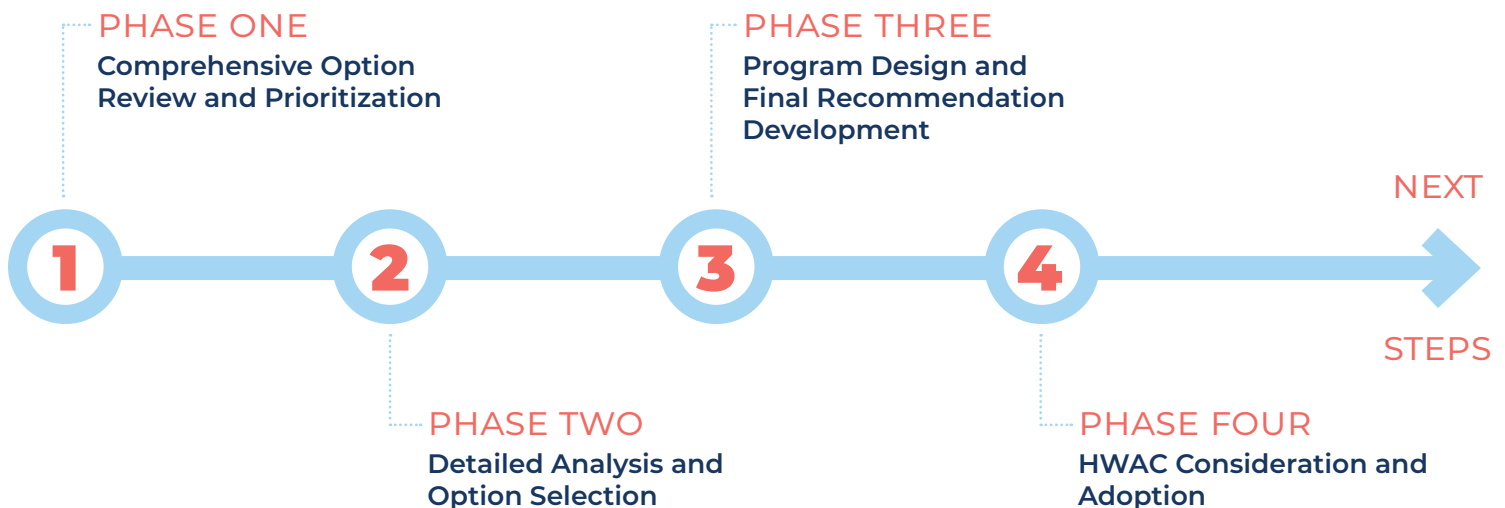 PHASE ONE
Comprehensive Option
Review and Prioritization
PHASE THREE
Program Design and
Final Recommendation
Development
NEXT
1
2
3
4
STEPS
PHASE TWO
Detailed Analysis and
Option Selection
PHASE FOUR
HWAC Consideration and
Adoption